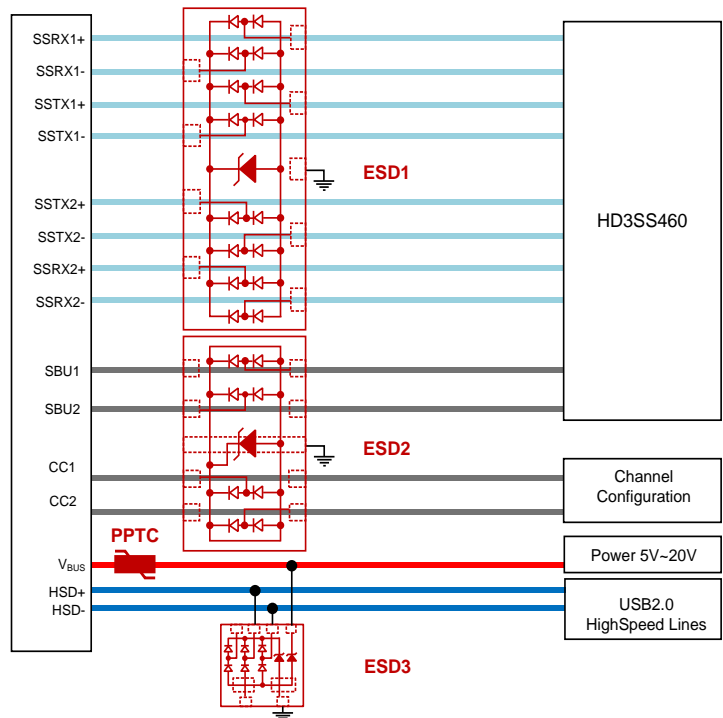 SSRX1+
SSRX1-
SSTX1+
SSTX1-
ESD1
SSTX2+
SSTX2-
SSRX2+
SSRX2-
HD3SS460
SBU1
SBU2
ESD2
CC1
CC2
Channel
Configuration
PPTC
VBUS
Power 5V~20V
HSD+
HSD-
USB2.0
HighSpeed Lines
ESD3